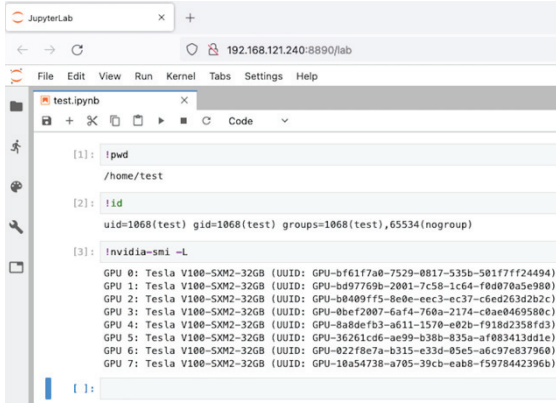 JupyterLab
192.168.121.240:8890/lab
File Edit View Run Kernel Tabs Settings Help
test.ipynb
Code
[1]: !pwd
/home/test
[2]: !id
uid=1068(test) gid=1068(test) groups=1068(test),65534(nogroup)
[3]: !nvidia-smi -L
GPU 0: Tesla V100-SXM2-32GB (UUID: GPU-bf61f7a0-7529-0817-535b-501f7ff24494)
GPU 1: Tesla V100-SXM2-32GB (UUID: GPU-bd97769b-2001-7c58-1c64-f0d070a5e980)
GPU 2: Tesla V100-SXM2-32GB (UUID: GPU-b0409ff5-8e0e-eec3-ec37-c6ed263d2b2c)
GPU 3: Tesla V100-SXM2-32GB (UUID: GPU-0bef2007-6af4-760a-2174-c0ae0469580c)
GPU 4: Tesla V100-SXM2-32GB (UUID: GPU-8a8defb3-a611-1570-e02b-f918d2358fd3)
GPU 5: Tesla V100-SXM2-32GB (UUID: GPU-36261cd6-ae99-b38b-835a-af083413dd1e)
GPU 6: Tesla V100-SXM2-32GB (UUID: GPU-022f8e7a-b315-e33d-05e5-a6c97e837960)
GPU 7: Tesla V100-SXM2-32GB (UUID: GPU-10a54738-a705-39cb-eab8-f5978442396b)
[ ]: